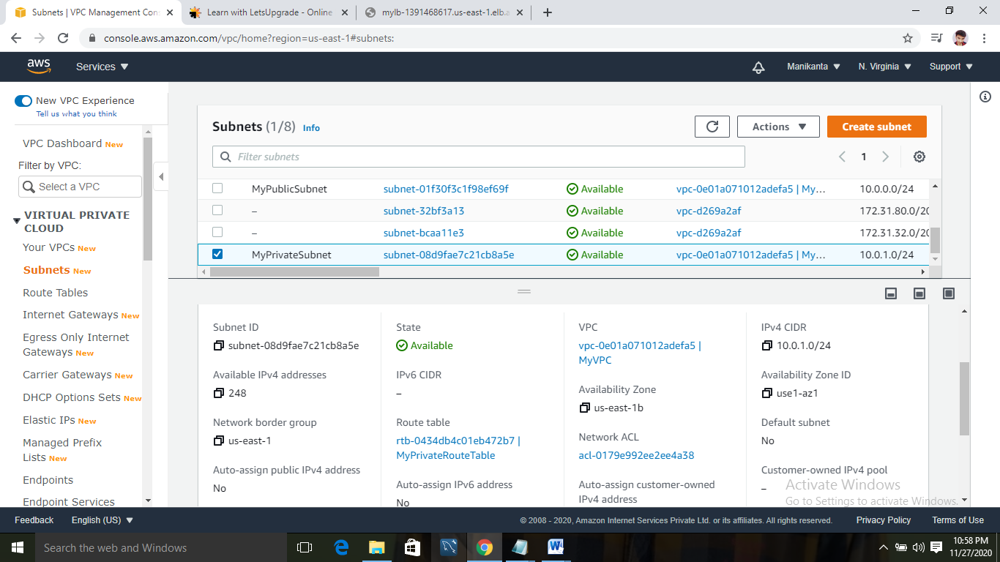 Subnets | VPC Management Con
Learn with LetsUpgrade - Online
mylb-1391468617.us-east-1.elb.a
console.aws.amazon.com/vpc/home?region=us-east-1#subnets:
aws
Services
Manikanta
N. Virginia
Support
New VPC Experience
Tell us what you think
VPC Dashboard New
Filter by VPC:
Select a VPC
VIRTUAL PRIVATE
CLOUD
Your VPCs New
Subnets New
Route Tables
Internet Gateways New
Egress Only Internet
Gateways New
Carrier Gateways New
DHCP Options Sets New
Elastic IPs New
Managed Prefix
Lists New
Endpoints
Endpoint Services
Subnets (1/8) Info
Actions
Create subnet
Filter subnets
1
MyPublicSubnet subnet-01f30f3c1f98ef69f Available vpc-0e01a071012adefa5 | My... 10.0.0.0/24
– subnet-32bf3a13 Available vpc-d269a2af 172.31.80.0/20
– subnet-bcaa11e3 Available vpc-d269a2af 172.31.32.0/20
MyPrivateSubnet subnet-08d9fae7c21cb8a5e Available vpc-0e01a071012adefa5 | My... 10.0.1.0/24
Subnet ID
subnet-08d9fae7c21cb8a5e
Available IPv4 addresses
248
Network border group
us-east-1
Auto-assign public IPv4 address
No
State
Available
IPv6 CIDR
–
Route table
rtb-0434db4c01eb472b7 |
MyPrivateRouteTable
Auto-assign IPv6 address
No
VPC
vpc-0e01a071012adefa5 |
MyVPC
Availability Zone
us-east-1b
Network ACL
acl-0179e992ee2ee4a38
Auto-assign customer-owned
IPv4 address
IPv4 CIDR
10.0.1.0/24
Availability Zone ID
use1-az1
Default subnet
No
Customer-owned IPv4 pool
–
Activate Windows
Go to Settings to activate Windows.
Feedback
English (US)
© 2008 - 2020, Amazon Internet Services Private Ltd. or its affiliates. All rights reserved.
Privacy Policy
Terms of Use
Search the web and Windows
10:58 PM
11/27/2020